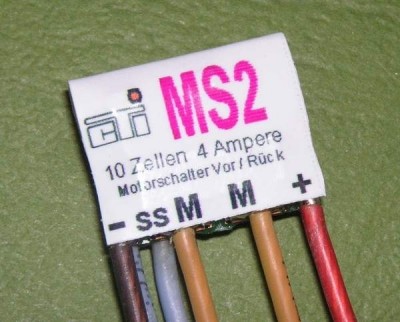 CTI
MS2
10 Zellen 4 Ampere
Motorschalter Vor / Rück
- SS M M +